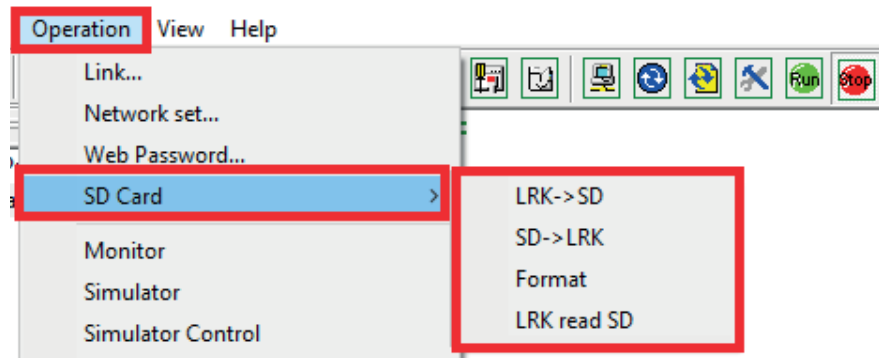 Operation View Help
Link...
Network set...
Web Password...
SD Card
LRK->SD
SD->LRK
Format
LRK read SD
Monitor
Simulator
Simulator Control
Run Stop